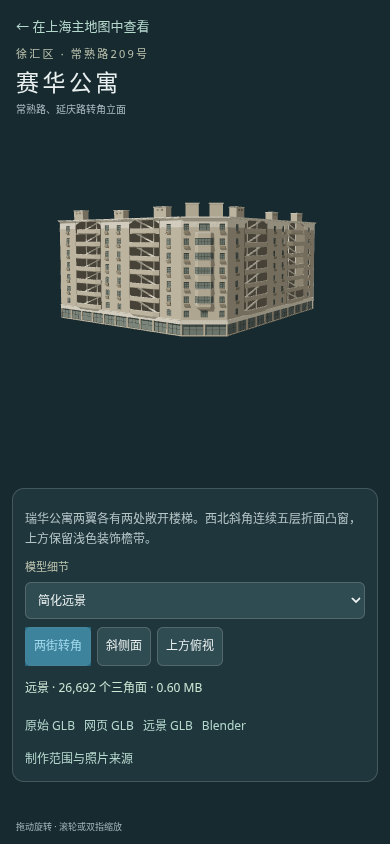 ← 在上海主地图中查看
徐汇区 · 常熟路209号
赛华公寓
常熟路、延庆路转角立面
瑞华公寓两翼各有两处敞开楼梯。西北斜角连续五层折面凸窗，
上方保留浅色装饰檐带。
模型细节
简化远景
两街转角 斜侧面 上方俯视
远景 · 26,692 个三角面 · 0.60 MB
原始 GLB 网页 GLB 远景 GLB Blender
制作范围与照片来源
拖动旋转 · 滚轮或双指缩放